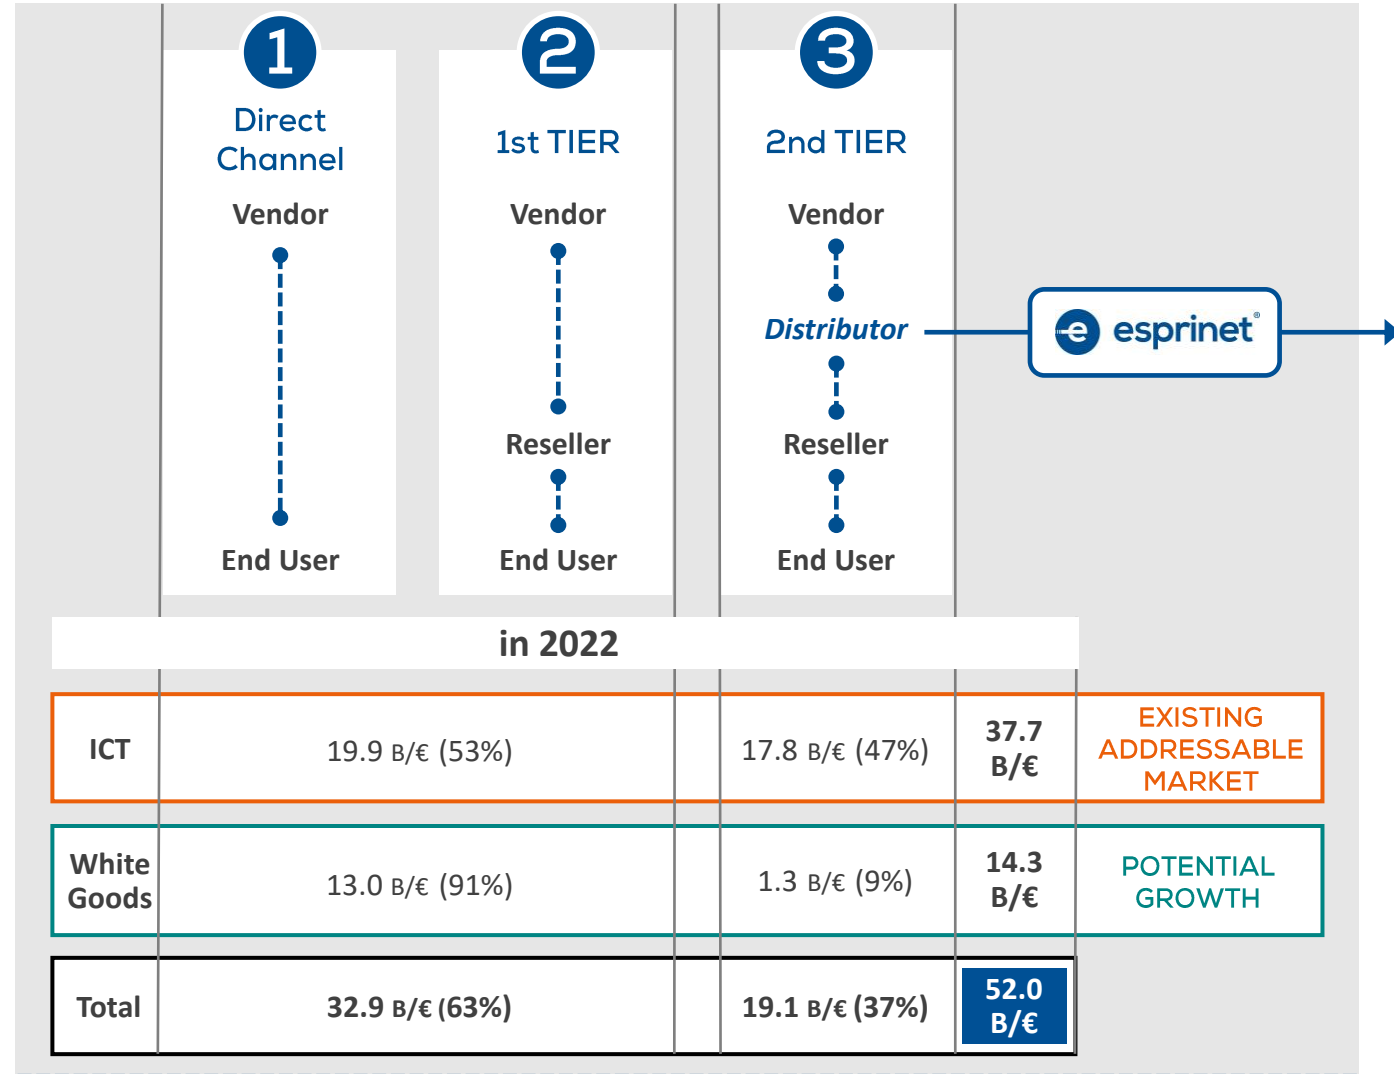 1
Direct
Channel
Vendor
End User
2
1st TIER
Vendor
Reseller
End User
3
2nd TIER
Vendor
Distributor
Reseller
End User
e esprinet®
in 2022
ICT
19.9 B/€ (53%)
17.8 B/€ (47%)
37.7
B/€
EXISTING
ADDRESSABLE
MARKET
White
Goods
13.0 B/€ (91%)
1.3 B/€ (9%)
14.3
B/€
POTENTIAL
GROWTH
Total
32.9 B/€ (63%)
19.1 B/€ (37%)
52.0
B/€